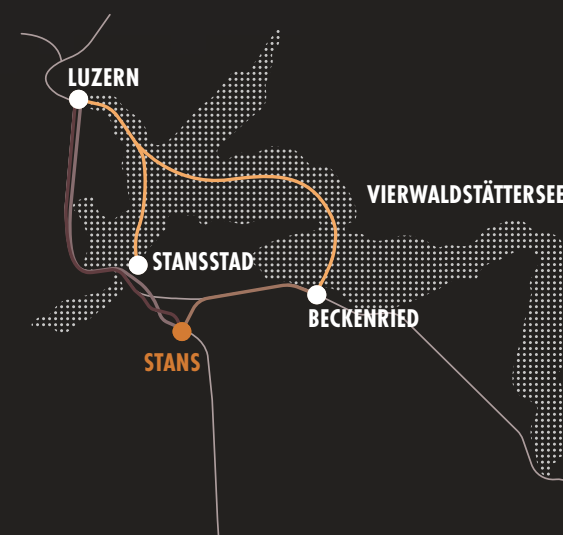 LUZERN
VIERWALDSTÄTTERSEE
STANSSTAD
BECKENRIED
STANS